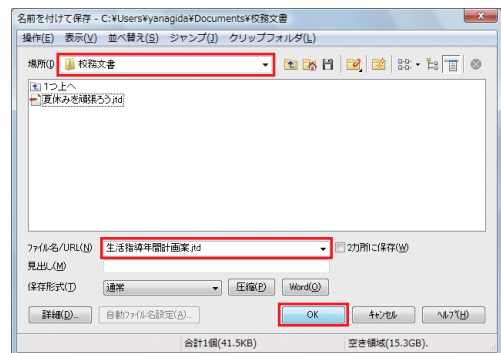 名前を付けて保存 - C:¥Users¥yanagida¥Documents¥校務文書
操作(E) 表示(V) 並べ替え(S) ジャンプ(J) クリップフォルダ(L)
場所(I) 校務文書
1つ上へ
夏休みを頑張ろう.jtd
ファイル名/URL(N) 生活指導年間計画案.jtd 2カ所に保存(W)
見出し(M)
保存形式(T) 通常 圧縮(P) Word(O)
詳細(D)... 自動ファイル名設定(A)... OK キャンセル ヘルプ(H)
合計1個(41.5KB) 空き領域(15.3GB).